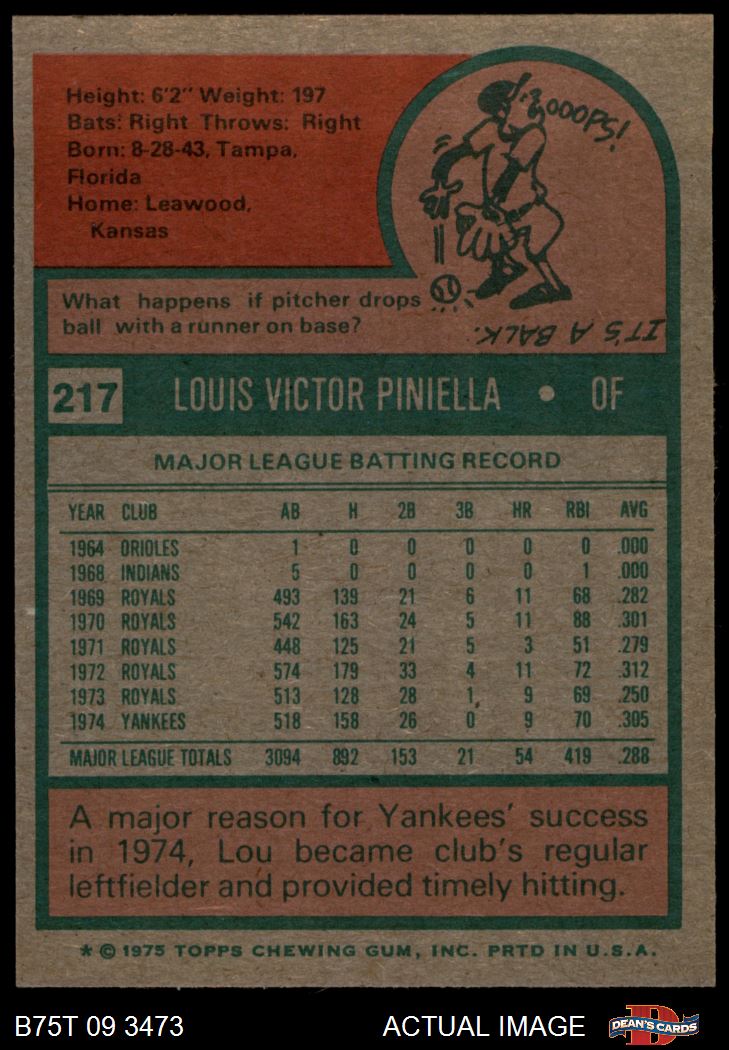 Height: 6'2" Weight: 197
Bats: Right Throws: Right
Born: 8-28-43, Tampa,
Florida
Home: Leawood,
Kansas
OOOPS!
What happens if pitcher drops
ball with a runner on base?
IT'S A BALK.
217 LOUIS VICTOR PINIELLA • OF
MAJOR LEAGUE BATTING RECORD
YEAR CLUB AB H 2B 3B HR RBI AVG
1964 ORIOLES 1 0 0 0 0 0 .000
1968 INDIANS 5 0 0 0 0 1 .000
1969 ROYALS 493 139 21 6 11 68 .282
1970 ROYALS 542 163 24 5 11 88 .301
1971 ROYALS 448 125 21 5 3 51 .279
1972 ROYALS 574 179 33 4 11 72 .312
1973 ROYALS 513 128 28 1 9 69 .250
1974 YANKEES 518 158 26 0 9 70 .305
MAJOR LEAGUE TOTALS 3094 892 153 21 54 419 .288
A major reason for Yankees' success
in 1974, Lou became club's regular
leftfielder and provided timely hitting.
* © 1975 TOPPS CHEWING GUM, INC. PRTD IN U.S.A.
B75T 09 3473 ACTUAL IMAGE DEAN'S CARDS